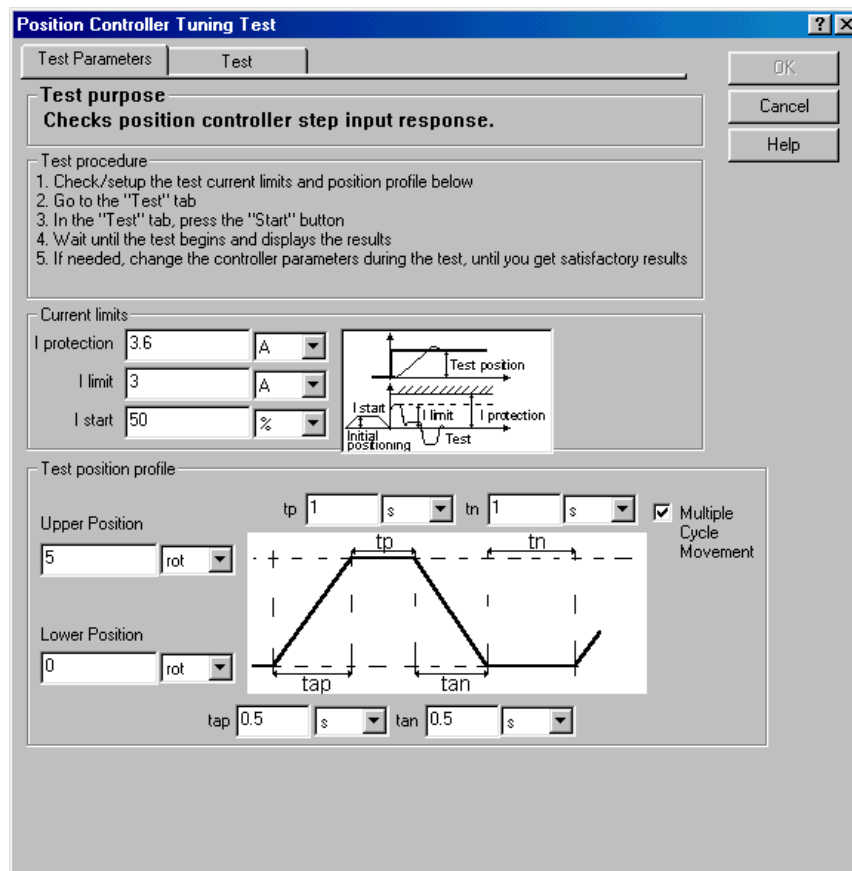 Position Controller Tuning Test
Test Parameters
Test
OK
Cancel
Help
Test purpose
Checks position controller step input response.
Test procedure
1. Check/setup the test current limits and position profile below
2. Go to the "Test" tab
3. In the "Test" tab, press the "Start" button
4. Wait until the test begins and displays the results
5. If needed, change the controller parameters during the test, until you get satisfactory results
Current limits
I protection 3.6 A
I limit 3 A
I start 50 %
Test position
I start
I limit
I protection
Initial
positioning
Test
Test position profile
tp 1 s tn 1 s
Multiple
Cycle
Movement
Upper Position
5 rot
tp
tn
Lower Position
0 rot
tap
tan
tap 0.5 s tan 0.5 s